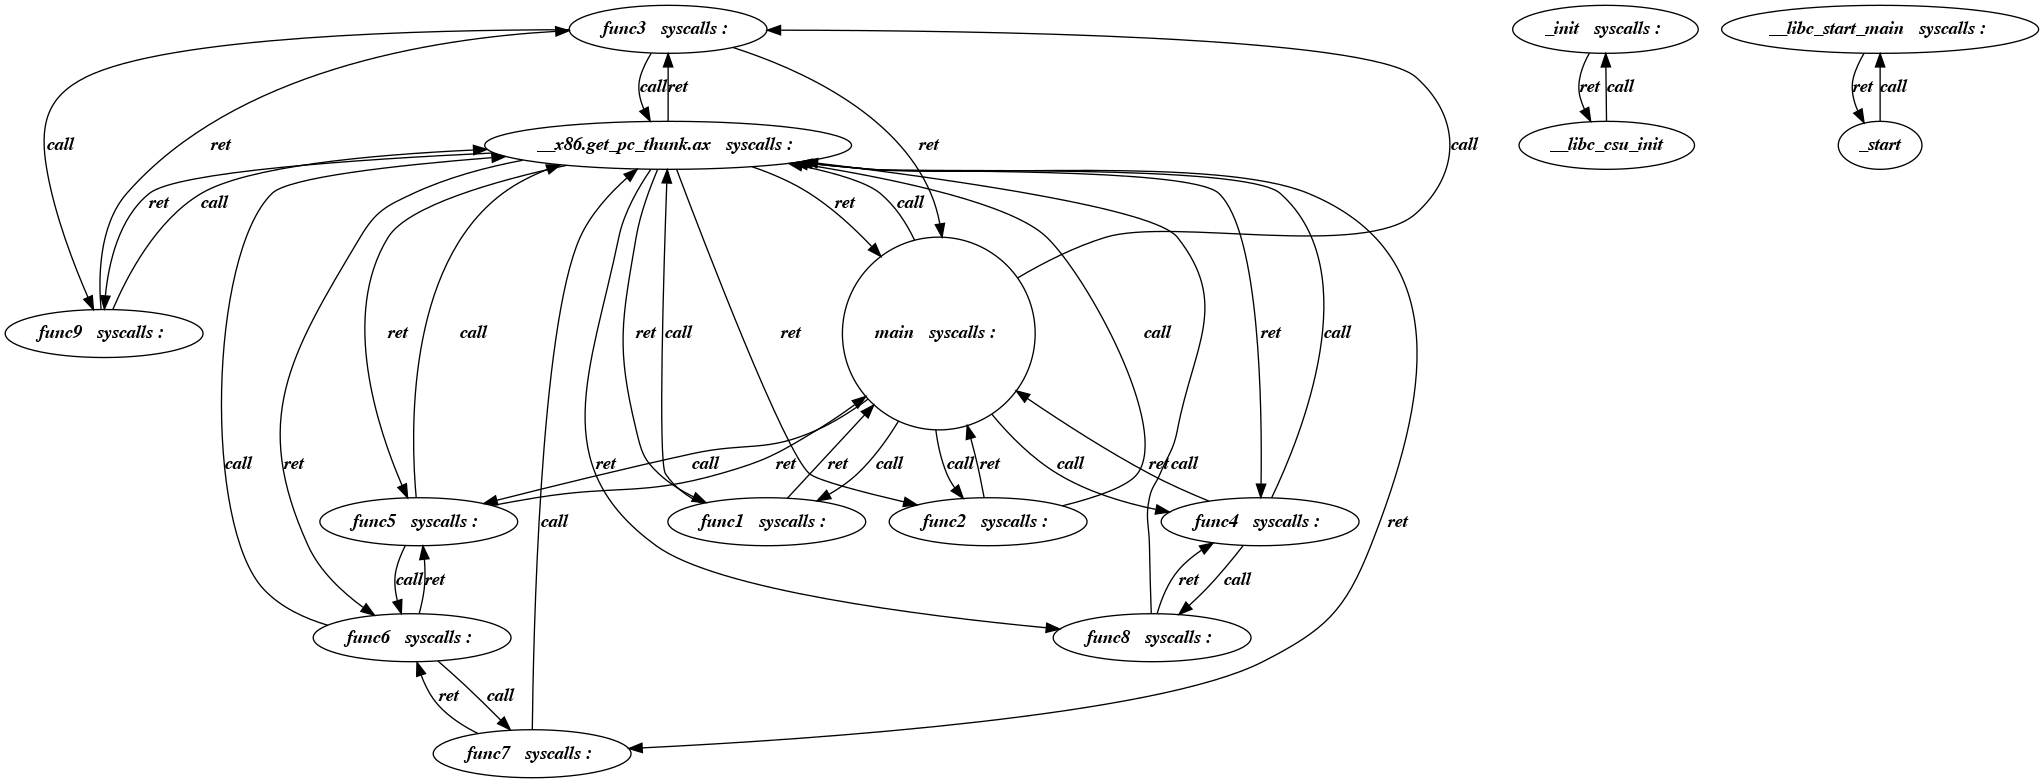 func3 syscalls :
_init syscalls :
__libc_start_main syscalls :
call ret
ret call
ret call
call
ret
__x86.get_pc_thunk.ax syscalls :
ret
call
__libc_csu_init
_start
ret
call
ret
call
func9 syscalls :
ret
call
ret
call
ret
main syscalls :
call
ret
call
call
ret
ret
call
ret
ret
call
call
ret
call
ret
call
func5 syscalls :
func1 syscalls :
func2 syscalls :
func4 syscalls :
call
ret
call
ret
ret
call
func6 syscalls :
func8 syscalls :
ret
call
func7 syscalls :